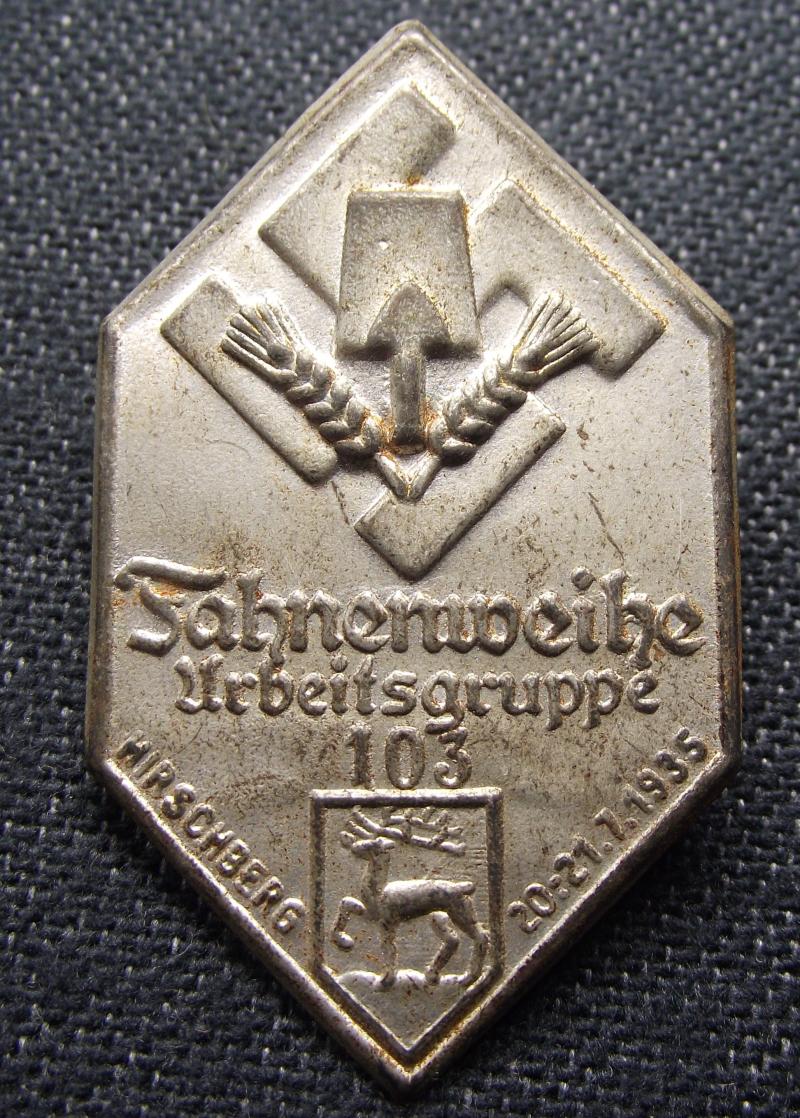 Fahnenweihe
Arbeitsgruppe
103
HIRSCHBERG
20:21.7.1935